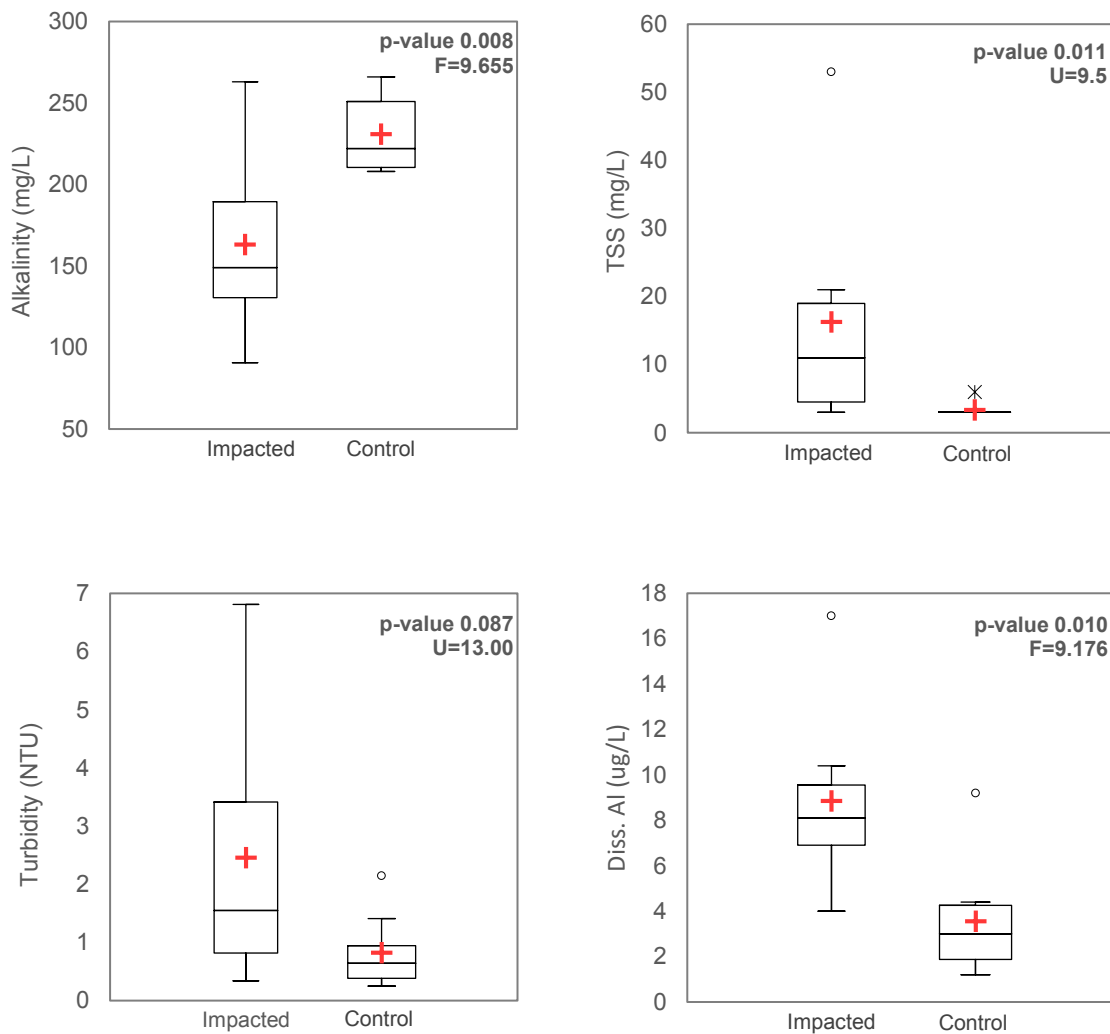 300
250
200
150
100
50
Alkalinity (mg/L)
p-value 0.008
F=9.655
Impacted Control
60
50
40
30
20
10
0
TSS (mg/L)
p-value 0.011
U=9.5
Impacted Control
7
6
5
4
3
2
1
0
Turbidity (NTU)
p-value 0.087
U=13.00
Impacted Control
18
16
14
12
10
8
6
4
2
0
Diss. Al (ug/L)
p-value 0.010
F=9.176
Impacted Control